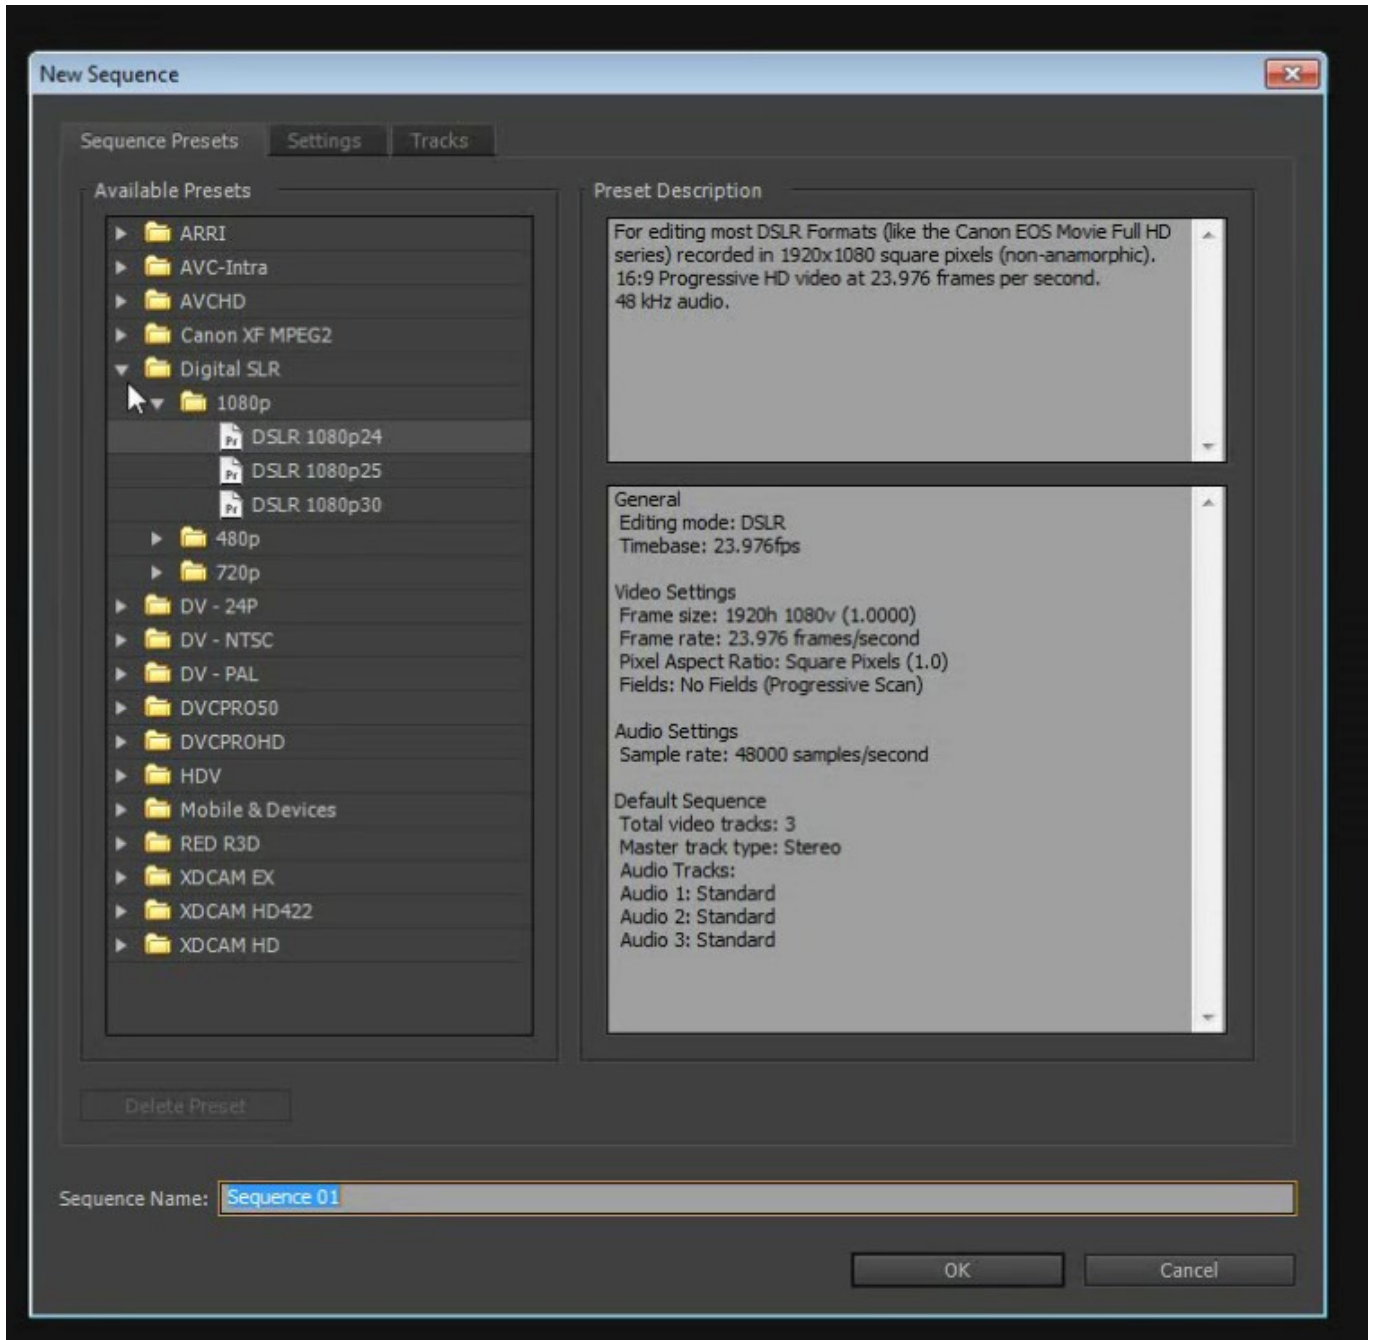 New Sequence
Sequence Presets
Settings
Tracks
Available Presets
ARRI
AVC-Intra
AVCHD
Canon XF MPEG2
Digital SLR
1080p
Pr DSLR 1080p24
Pr DSLR 1080p25
Pr DSLR 1080p30
480p
720p
DV - 24P
DV - NTSC
DV - PAL
DVCPRO50
DVCPROHD
HDV
Mobile & Devices
RED R3D
XDCAM EX
XDCAM HD422
XDCAM HD
Preset Description
For editing most DSLR Formats (like the Canon EOS Movie Full HD
series) recorded in 1920x1080 square pixels (non-anamorphic).
16:9 Progressive HD video at 23.976 frames per second.
48 kHz audio.
General
Editing mode: DSLR
Timebase: 23.976fps
Video Settings
Frame size: 1920h 1080v (1.0000)
Frame rate: 23.976 frames/second
Pixel Aspect Ratio: Square Pixels (1.0)
Fields: No Fields (Progressive Scan)
Audio Settings
Sample rate: 48000 samples/second
Default Sequence
Total video tracks: 3
Master track type: Stereo
Audio Tracks:
Audio 1: Standard
Audio 2: Standard
Audio 3: Standard
Delete Preset
Sequence Name: Sequence 01
OK
Cancel